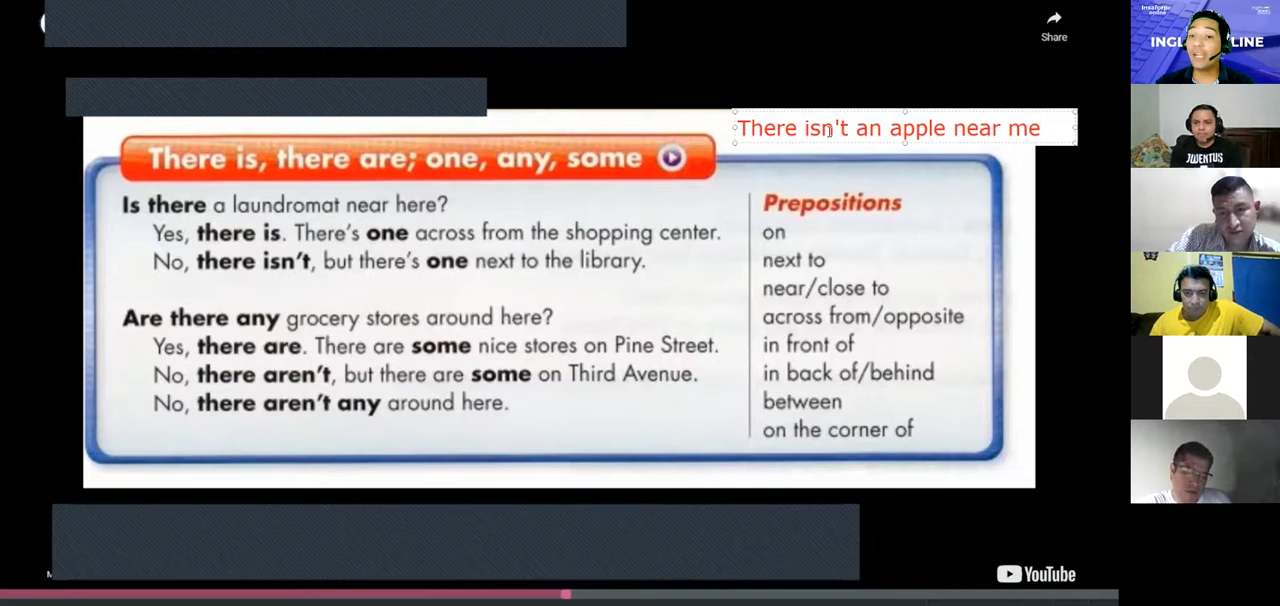 Share
There isn't an apple near me
There is, there are; one, any, some
Is there a laundromat near here?
Yes, there is. There's one across from the shopping center.
No, there isn't, but there's one next to the library.
Are there any grocery stores around here?
Yes, there are. There are some nice stores on Pine Street.
No, there aren't, but there are some on Third Avenue.
No, there aren't any around here.
Prepositions
on
next to
near/close to
across from/opposite
in front of
in back of/behind
between
on the corner of
YouTube
Insaforp
online
INGL
LINE
JUVENTUS